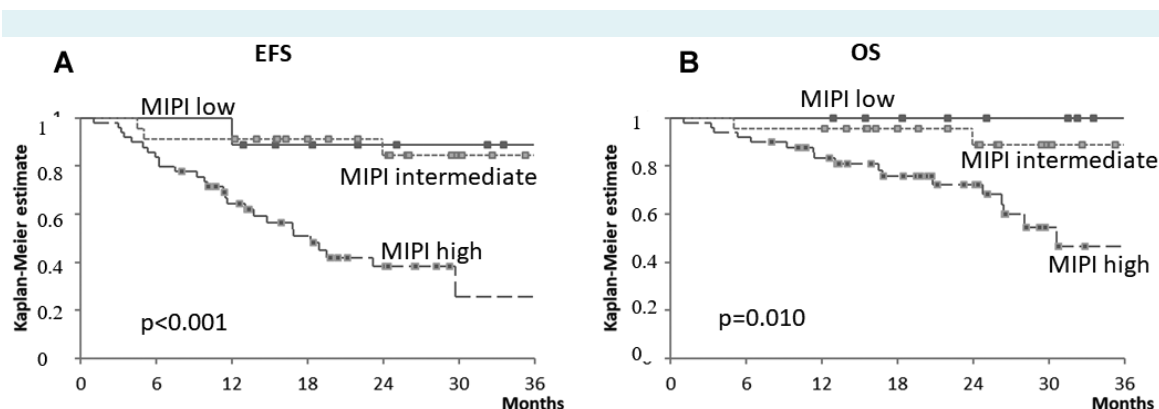 A
EFS
B
OS
Kaplan-Meier estimate
1
0.8
0.6
0.4
0.2
0
MIPI low
MIPI intermediate
MIPI high
p<0.001
0 6 12 18 24 30 36
Months
Kaplan-Meier estimate
1
0.8
0.6
0.4
0.2
0
MIPI low
MIPI intermediate
MIPI high
p=0.010
0 6 12 18 24 30 36
Months